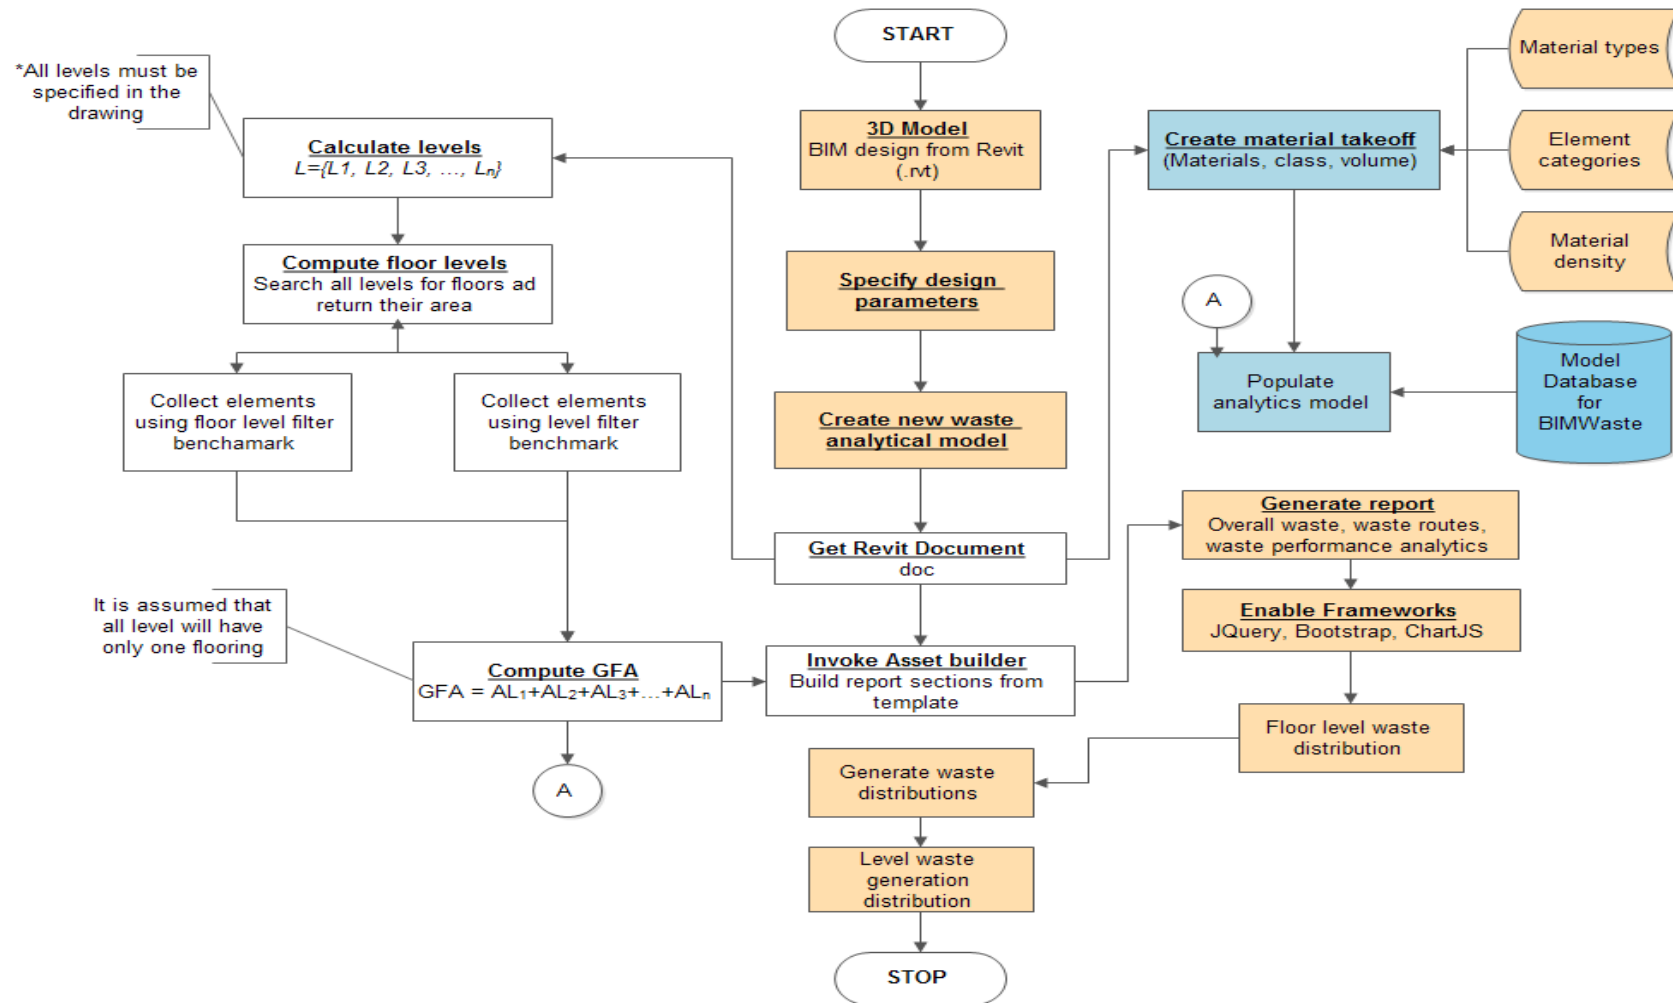 START
*All levels must be
specified in the
drawing
Calculate levels
L={L1, L2, L3, ..., Ln}
3D Model
BIM design from Revit
(.rvt)
Create material takeoff
(Materials, class, volume)
Material types
Element
categories
Material
density
Compute floor levels
Search all levels for floors ad
return their area
Specify design
parameters
A
Collect elements
using floor level filter
benchamark
Collect elements
using level filter
benchmark
Create new waste
analytical model
Populate
analytics model
Model
Database
for
BIMWaste
Get Revit Document
doc
Generate report
Overall waste, waste routes,
waste performance analytics
It is assumed that
all level will have
only one flooring
Enable Frameworks
JQuery, Bootstrap, ChartJS
Compute GFA
GFA = AL1+AL2+AL3+...+ALn
Invoke Asset builder
Build report sections from
template
Floor level waste
distribution
A
Generate waste
distributions
Level waste
generation
distribution
STOP